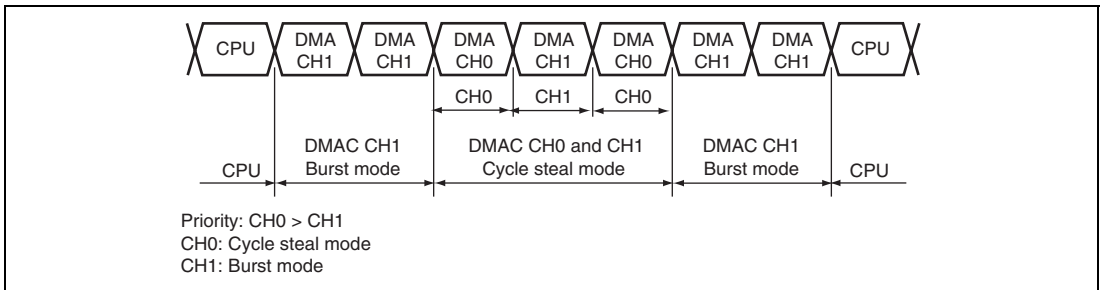 CPU DMA CH1 DMA CH1 DMA CH0 DMA CH1 DMA CH0 DMA CH1 DMA CH1 CPU
CH0 CH1 CH0
CPU DMAC CH1 Burst mode DMAC CH0 and CH1 Cycle steal mode DMAC CH1 Burst mode CPU
Priority: CH0 > CH1
CH0: Cycle steal mode
CH1: Burst mode